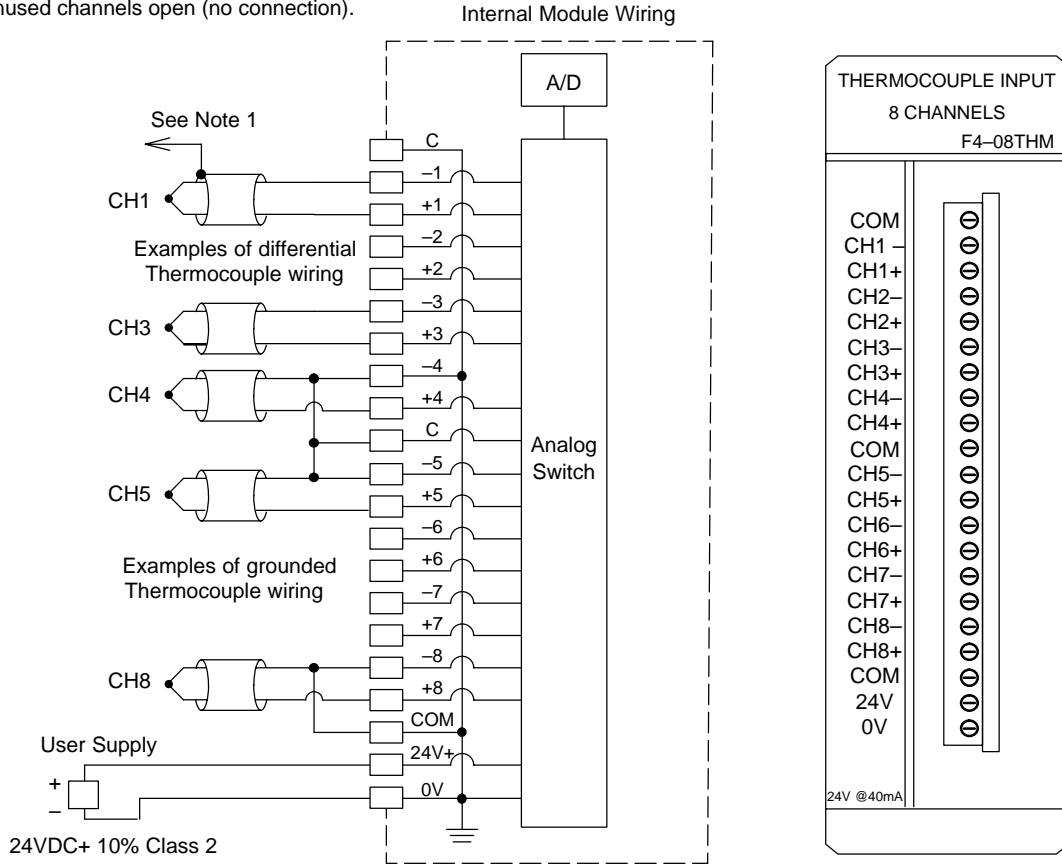 used channels open (no connection).
Internal Module Wiring
A/D
See Note 1
CH1
Examples of differential
Thermocouple wiring
CH3
CH4
CH5
Examples of grounded
Thermocouple wiring
CH8
User Supply
+
–
24VDC+ 10% Class 2
C
–1
+1
–2
+2
–3
+3
–4
+4
C
–5
+5
–6
+6
–7
+7
–8
+8
COM
24V+
0V
Analog
Switch
THERMOCOUPLE INPUT
8 CHANNELS
F4–08THM
COM
CH1 –
CH1+
CH2–
CH2+
CH3–
CH3+
CH4–
CH4+
COM
CH5–
CH5+
CH6–
CH6+
CH7–
CH7+
CH8–
CH8+
COM
24V
0V
24V @40mA